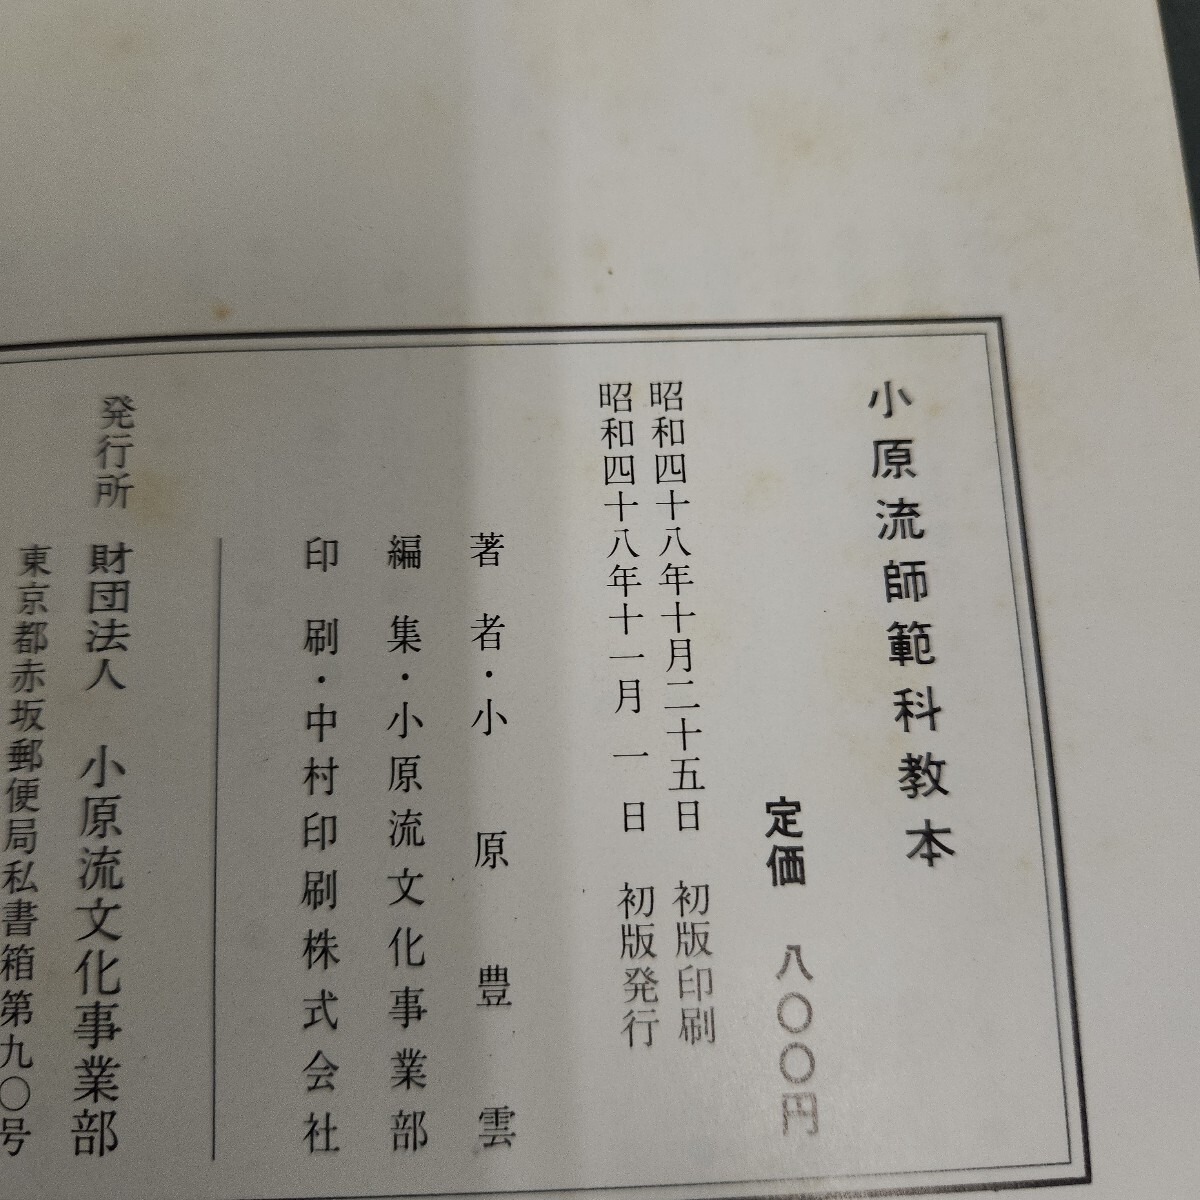 小原流師範科教本
定価 八〇〇円
昭和四十八年十月二十五日 初版印刷
昭和四十八年十一月一日 初版発行
著者・小原豊雲
編集・小原流文化事業部
印刷・中村印刷株式会社
発行所 財団法人 小原流文化事業部
東京都赤坂郵便局私書箱第九〇号